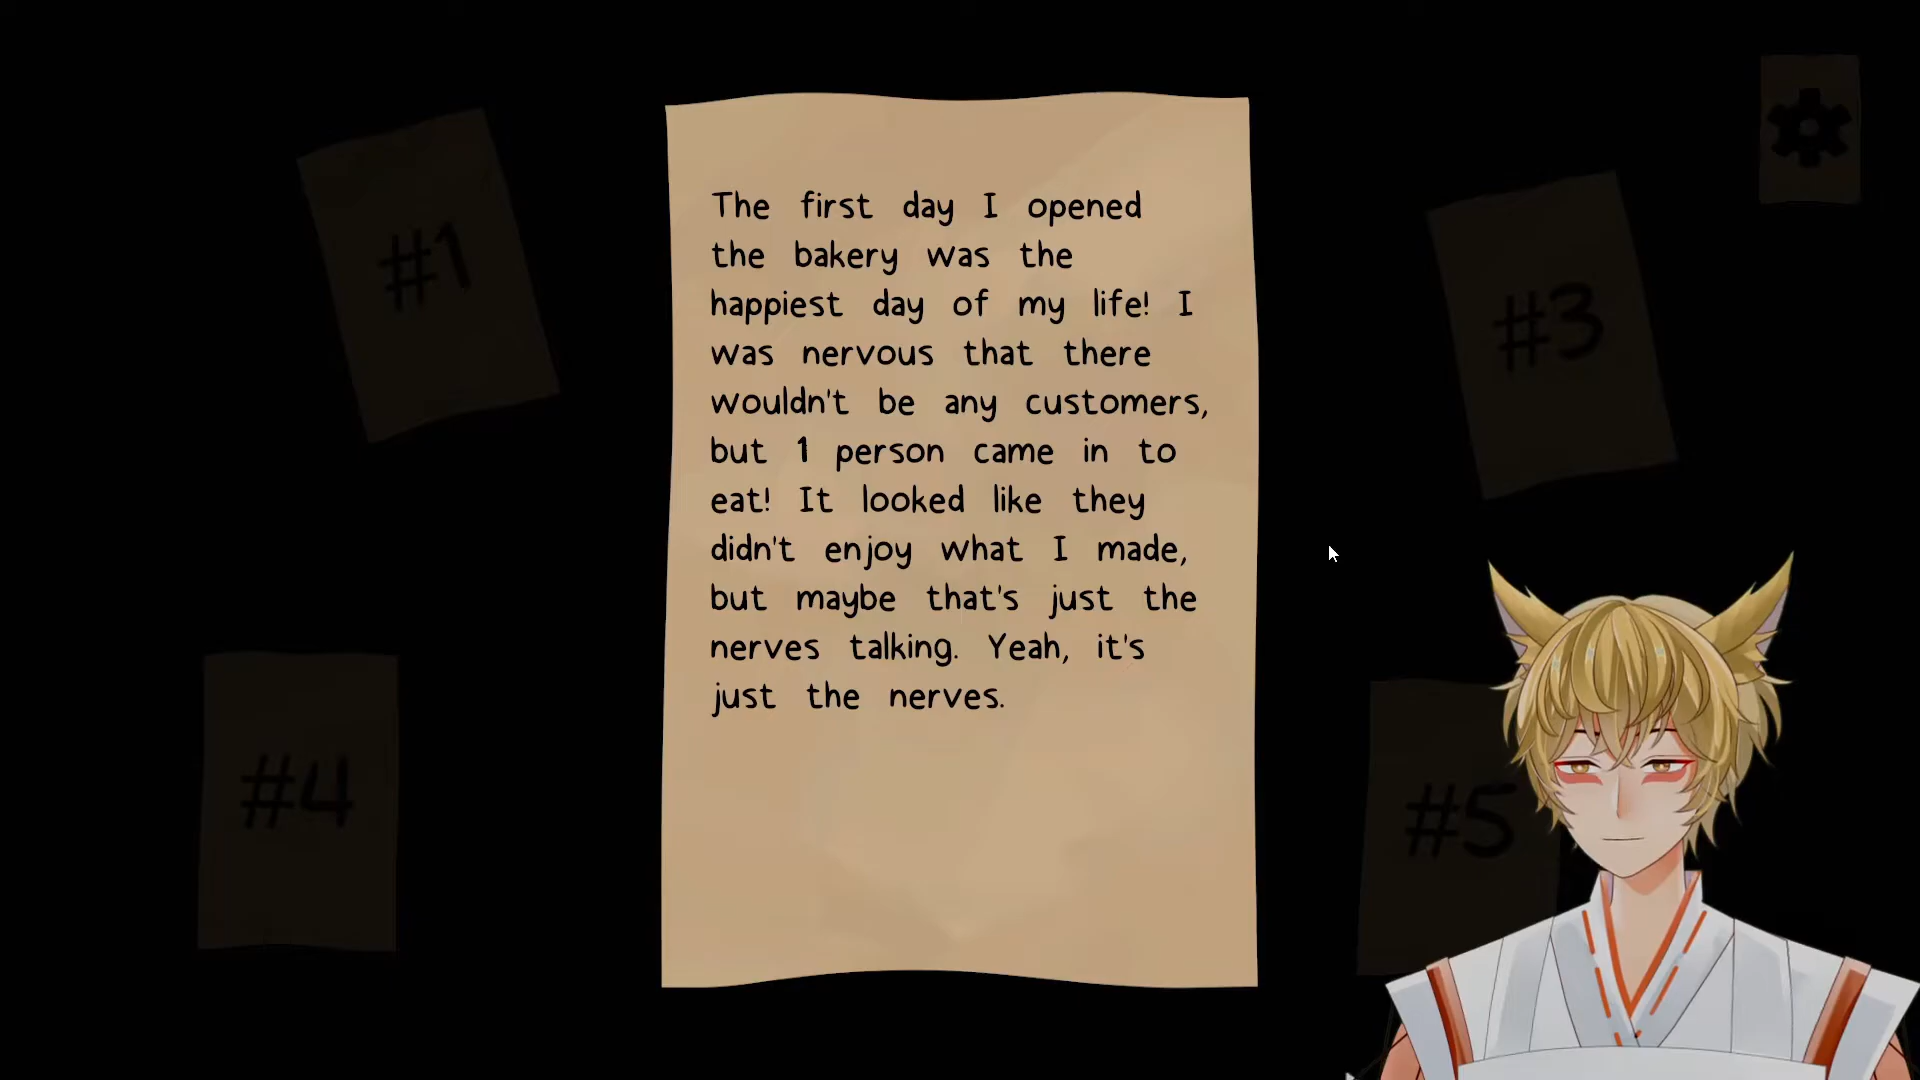 #1
The first day I opened
the bakery was the
happiest day of my life! I
was nervous that there
wouldn't be any customers,
but 1 person came in to
eat! It looked like they
didn't enjoy what I made,
but maybe that's just the
nerves talking. Yeah, it's
just the nerves.
#3
#4
#5